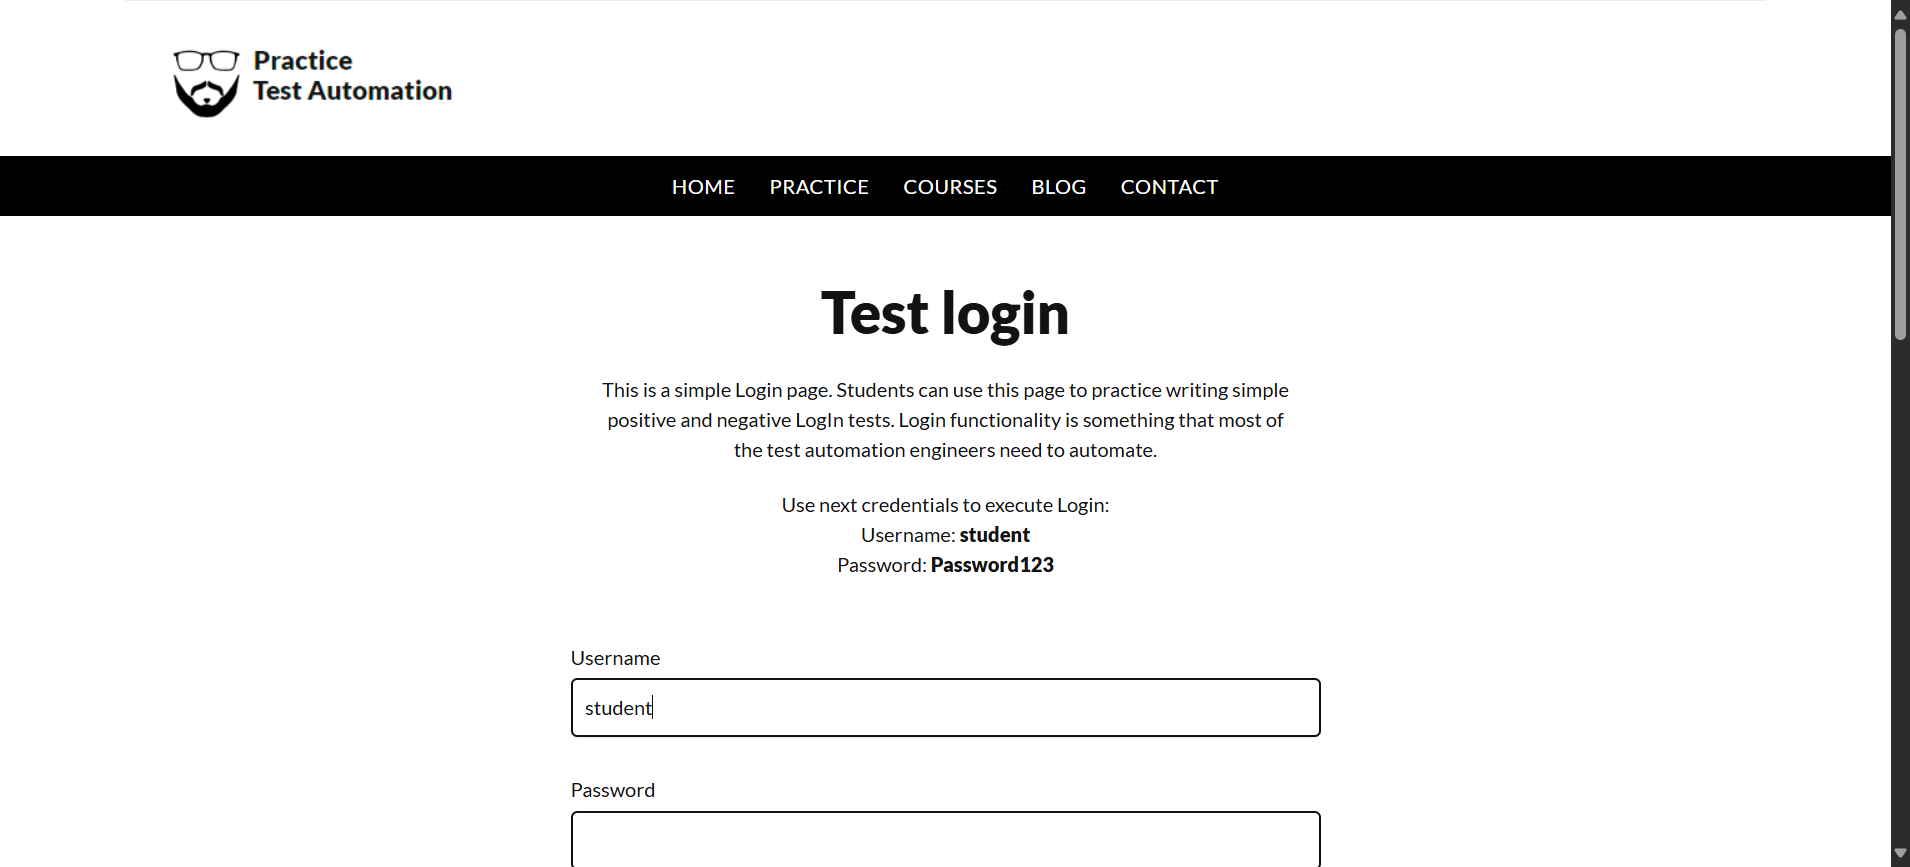 Practice
Test Automation
HOME PRACTICE COURSES BLOG CONTACT
Test login
This is a simple Login page. Students can use this page to practice writing simple
positive and negative LogIn tests. Login functionality is something that most of
the test automation engineers need to automate.
Use next credentials to execute Login:
Username: student
Password: Password123
Username
student
Password